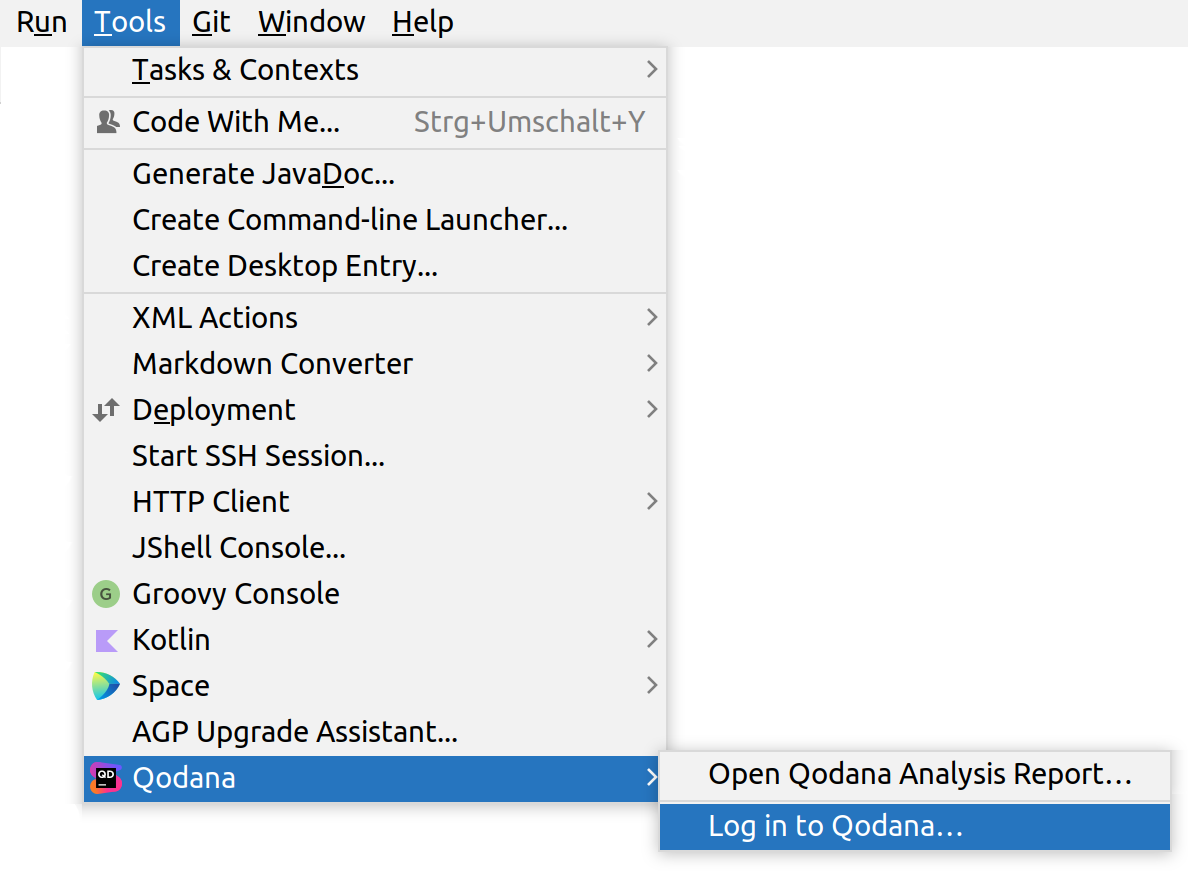 Run Tools Git Window Help
Tasks & Contexts
Code With Me... Strg+Umschalt+Y
Generate JavaDoc...
Create Command-line Launcher...
Create Desktop Entry...
XML Actions
Markdown Converter
Deployment
Start SSH Session...
HTTP Client
JShell Console...
G Groovy Console
Kotlin
Space
AGP Upgrade Assistant...
QD Qodana
Open Qodana Analysis Report...
Log in to Qodana...